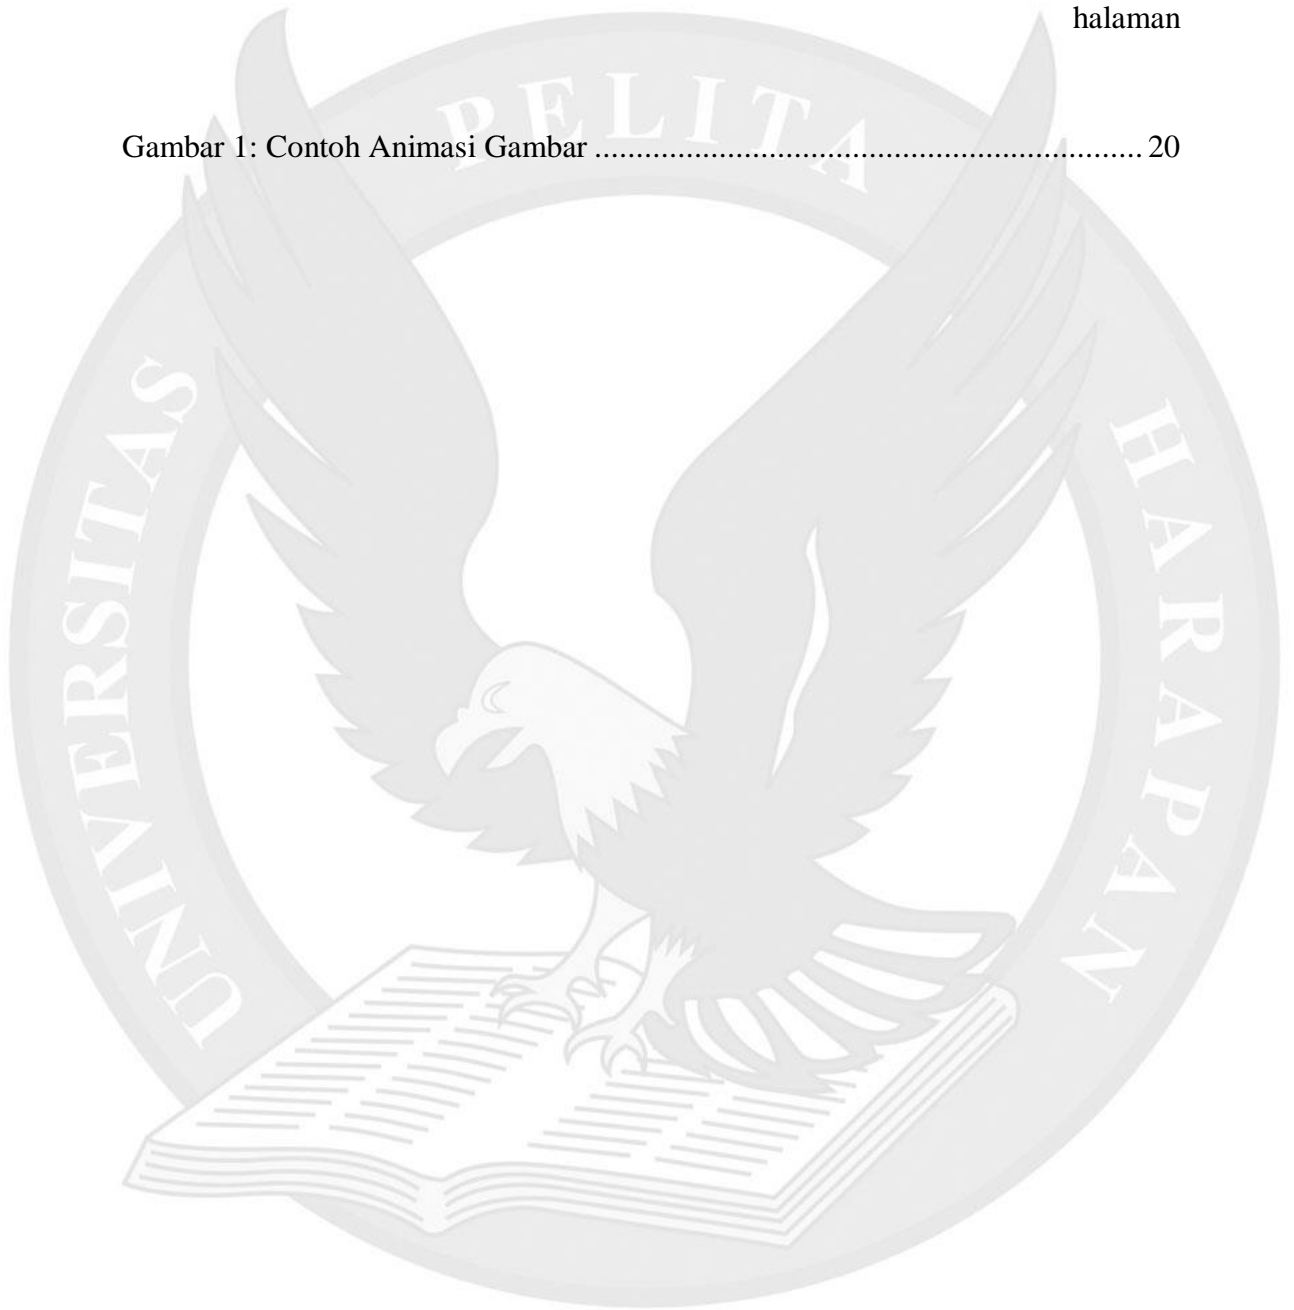 halaman
Gambar 1: Contoh Animasi Gambar ................................................................. 20
UNIVERSITAS PELITA HARAPAN